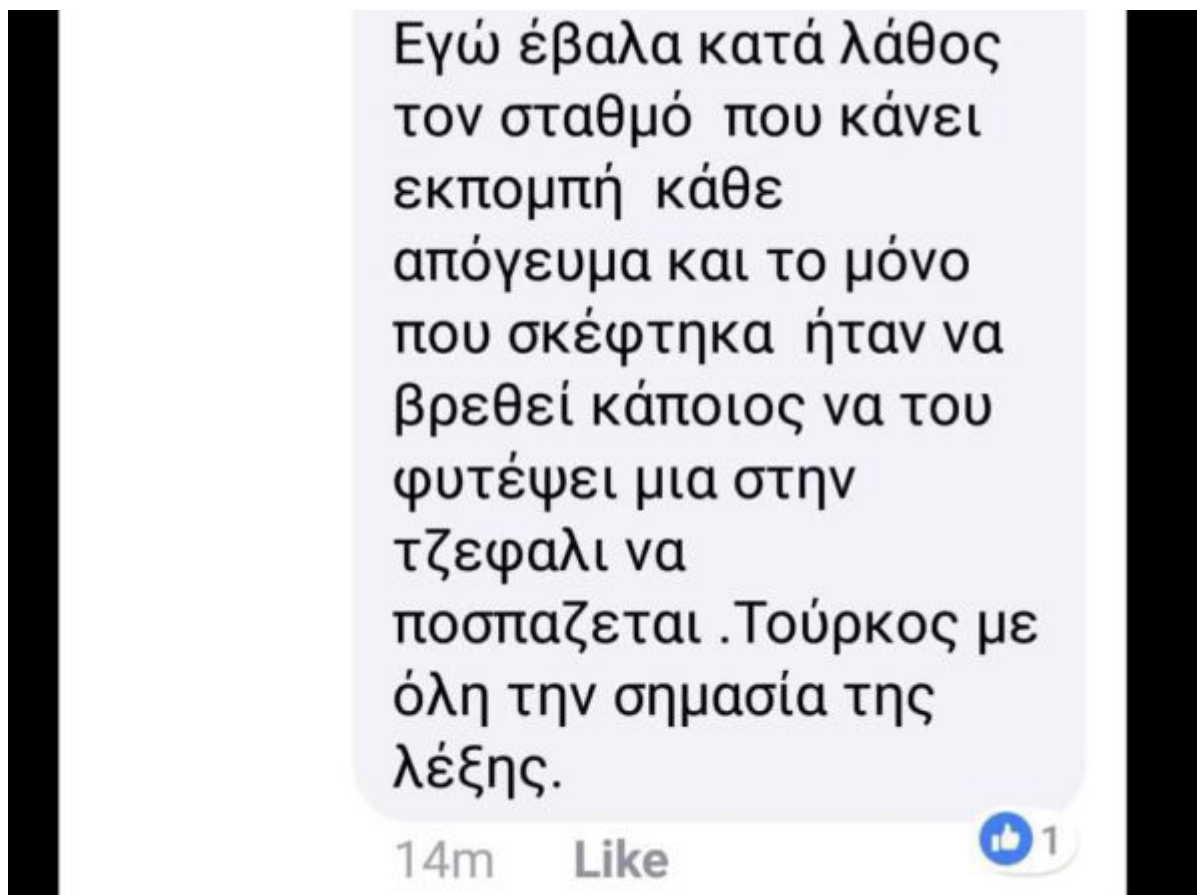 Εγώ έβαλα κατά λάθος
τον σταθμό που κάνει
εκπομπή κάθε
απόγευμα και το μόνο
που σκέφτηκα ήταν να
βρεθεί κάποιος να του
φυτέψει μια στην
τζεφαλι να
ποσπαζεται .Τούρκος με
όλη την σημασία της
λέξης.
14m Like 1